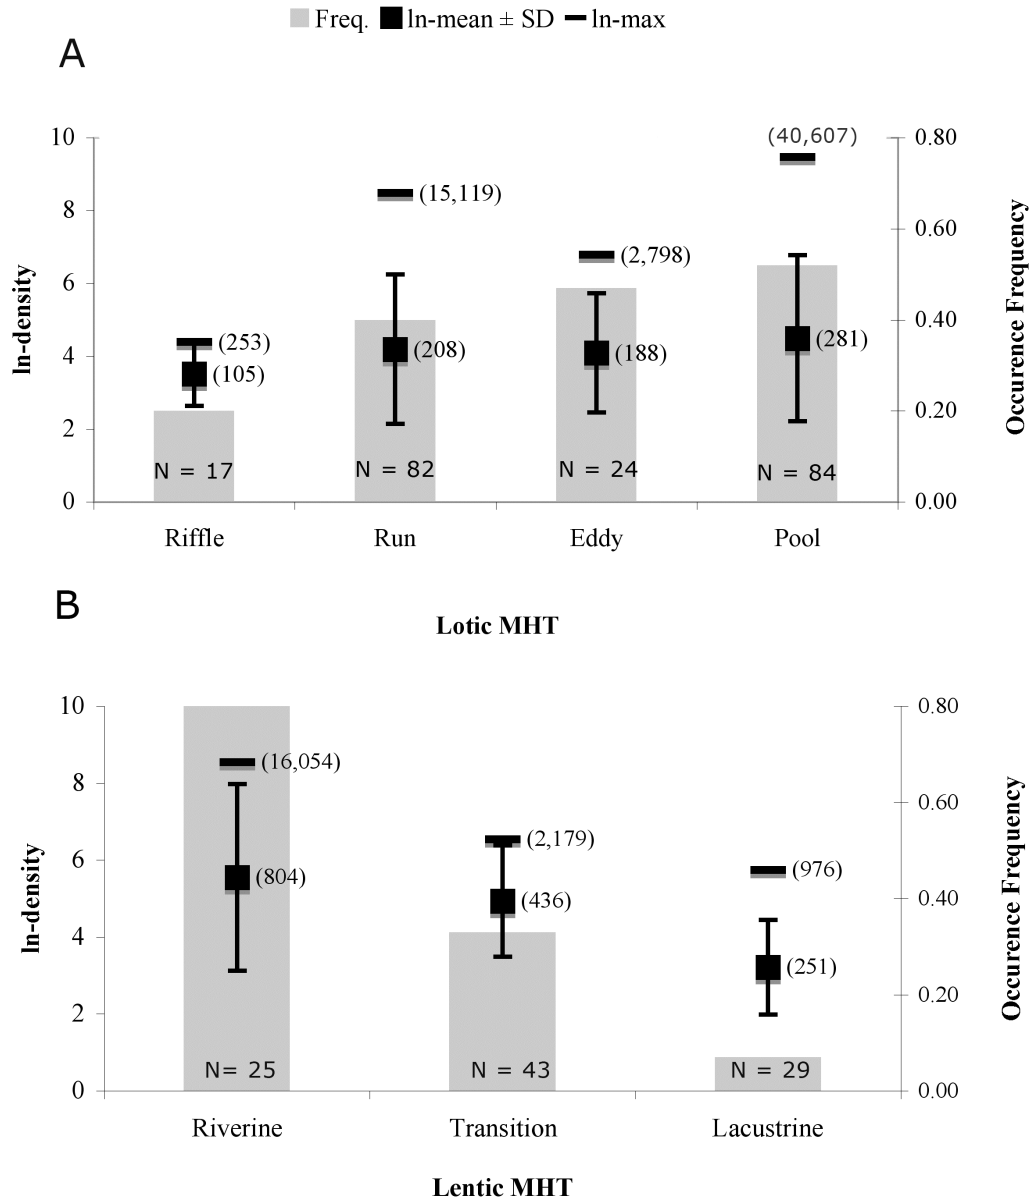 Freq. ln-mean ± SD ln-max
A
10 (40,607) 0.80
(15,119)
8
0.60
(2,798)
6
(253) 0.40
4 (105) (208) (188) (281)
0.20
2
N = 17 N = 82 N = 24 N = 84
0 0.00
Riffle Run Eddy Pool
ln-density
Occurence Frequency
Lotic MHT
B
10 0.80
(16,054)
8
0.60
(2,179)
6 (976)
(804) (436) 0.40
4
(251)
0.20
2
N= 25 N = 43 N = 29
0 0.00
Riverine Transition Lacustrine
ln-density
Occurence Frequency
Lentic MHT